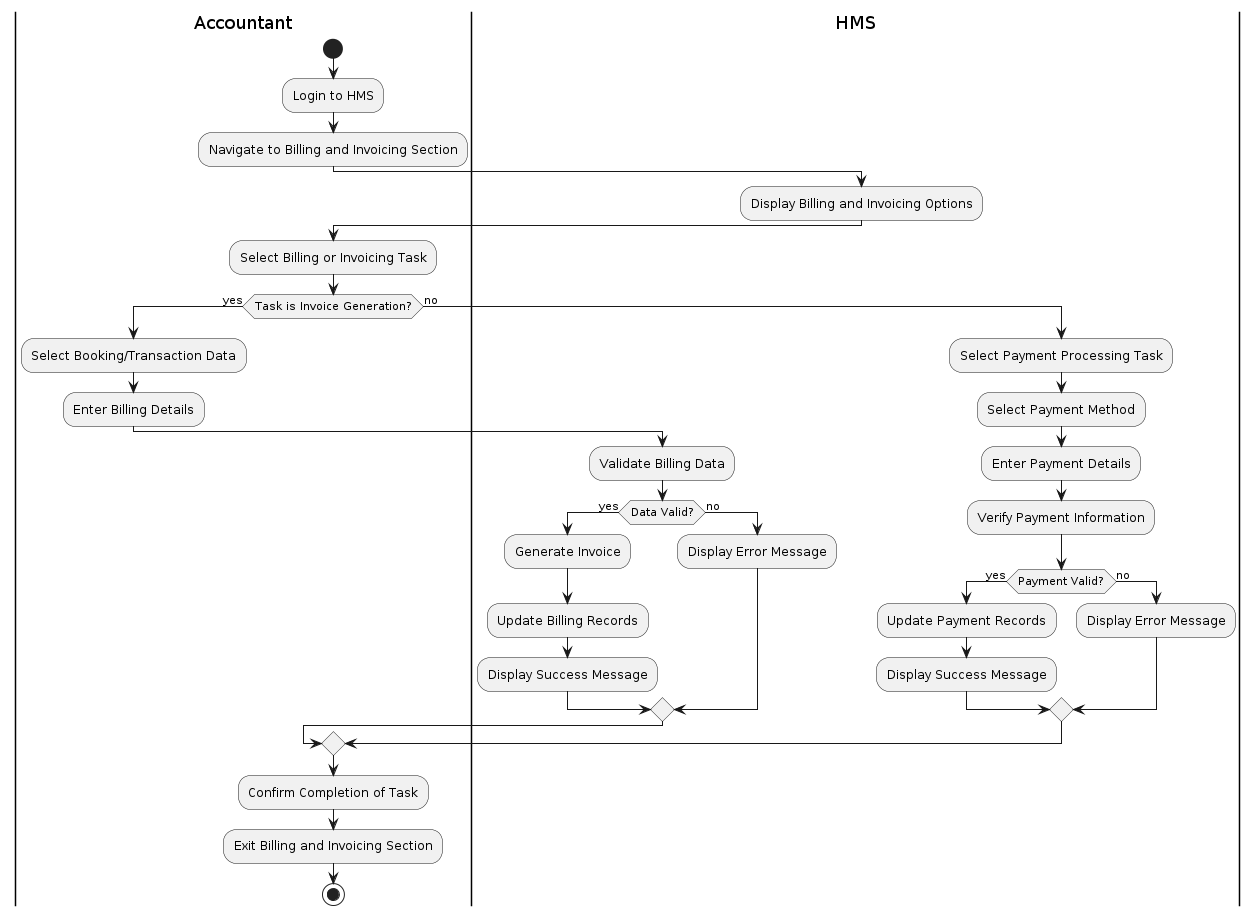 Accountant
HMS
Login to HMS
Navigate to Billing and Invoicing Section
Display Billing and Invoicing Options
Select Billing or Invoicing Task
yes
Task is Invoice Generation?
no
Select Booking/Transaction Data
Select Payment Processing Task
Enter Billing Details
Select Payment Method
Validate Billing Data
Enter Payment Details
yes
Data Valid?
no
Verify Payment Information
Generate Invoice
Display Error Message
yes
Payment Valid?
no
Update Billing Records
Update Payment Records
Display Error Message
Display Success Message
Display Success Message
Confirm Completion of Task
Exit Billing and Invoicing Section